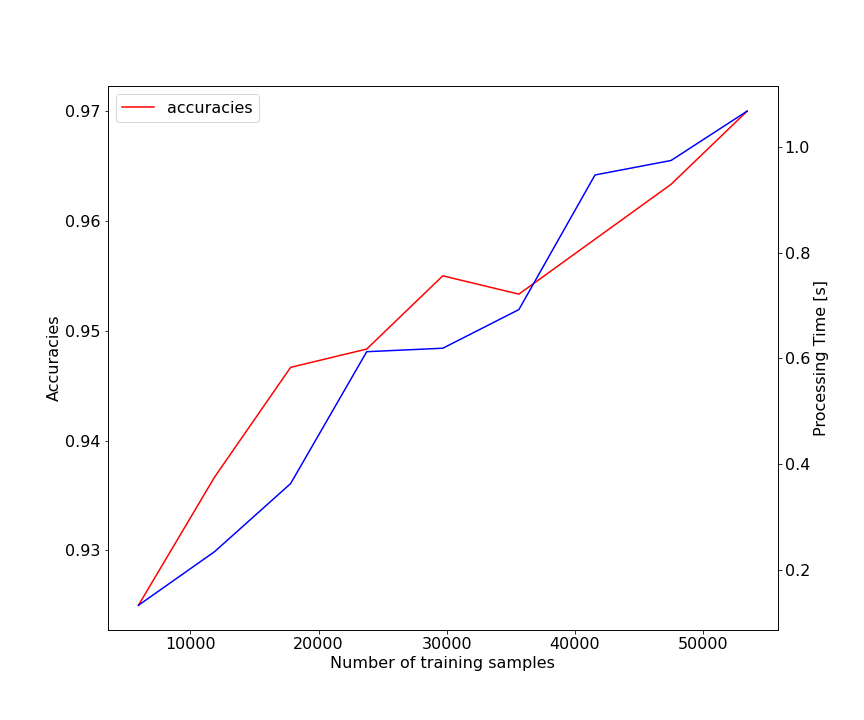 accuracies
0.97
0.96
0.95
0.94
0.93
Accuracies
1.0
0.8
0.6
0.4
0.2
Processing Time [s]
10000 20000 30000 40000 50000
Number of training samples